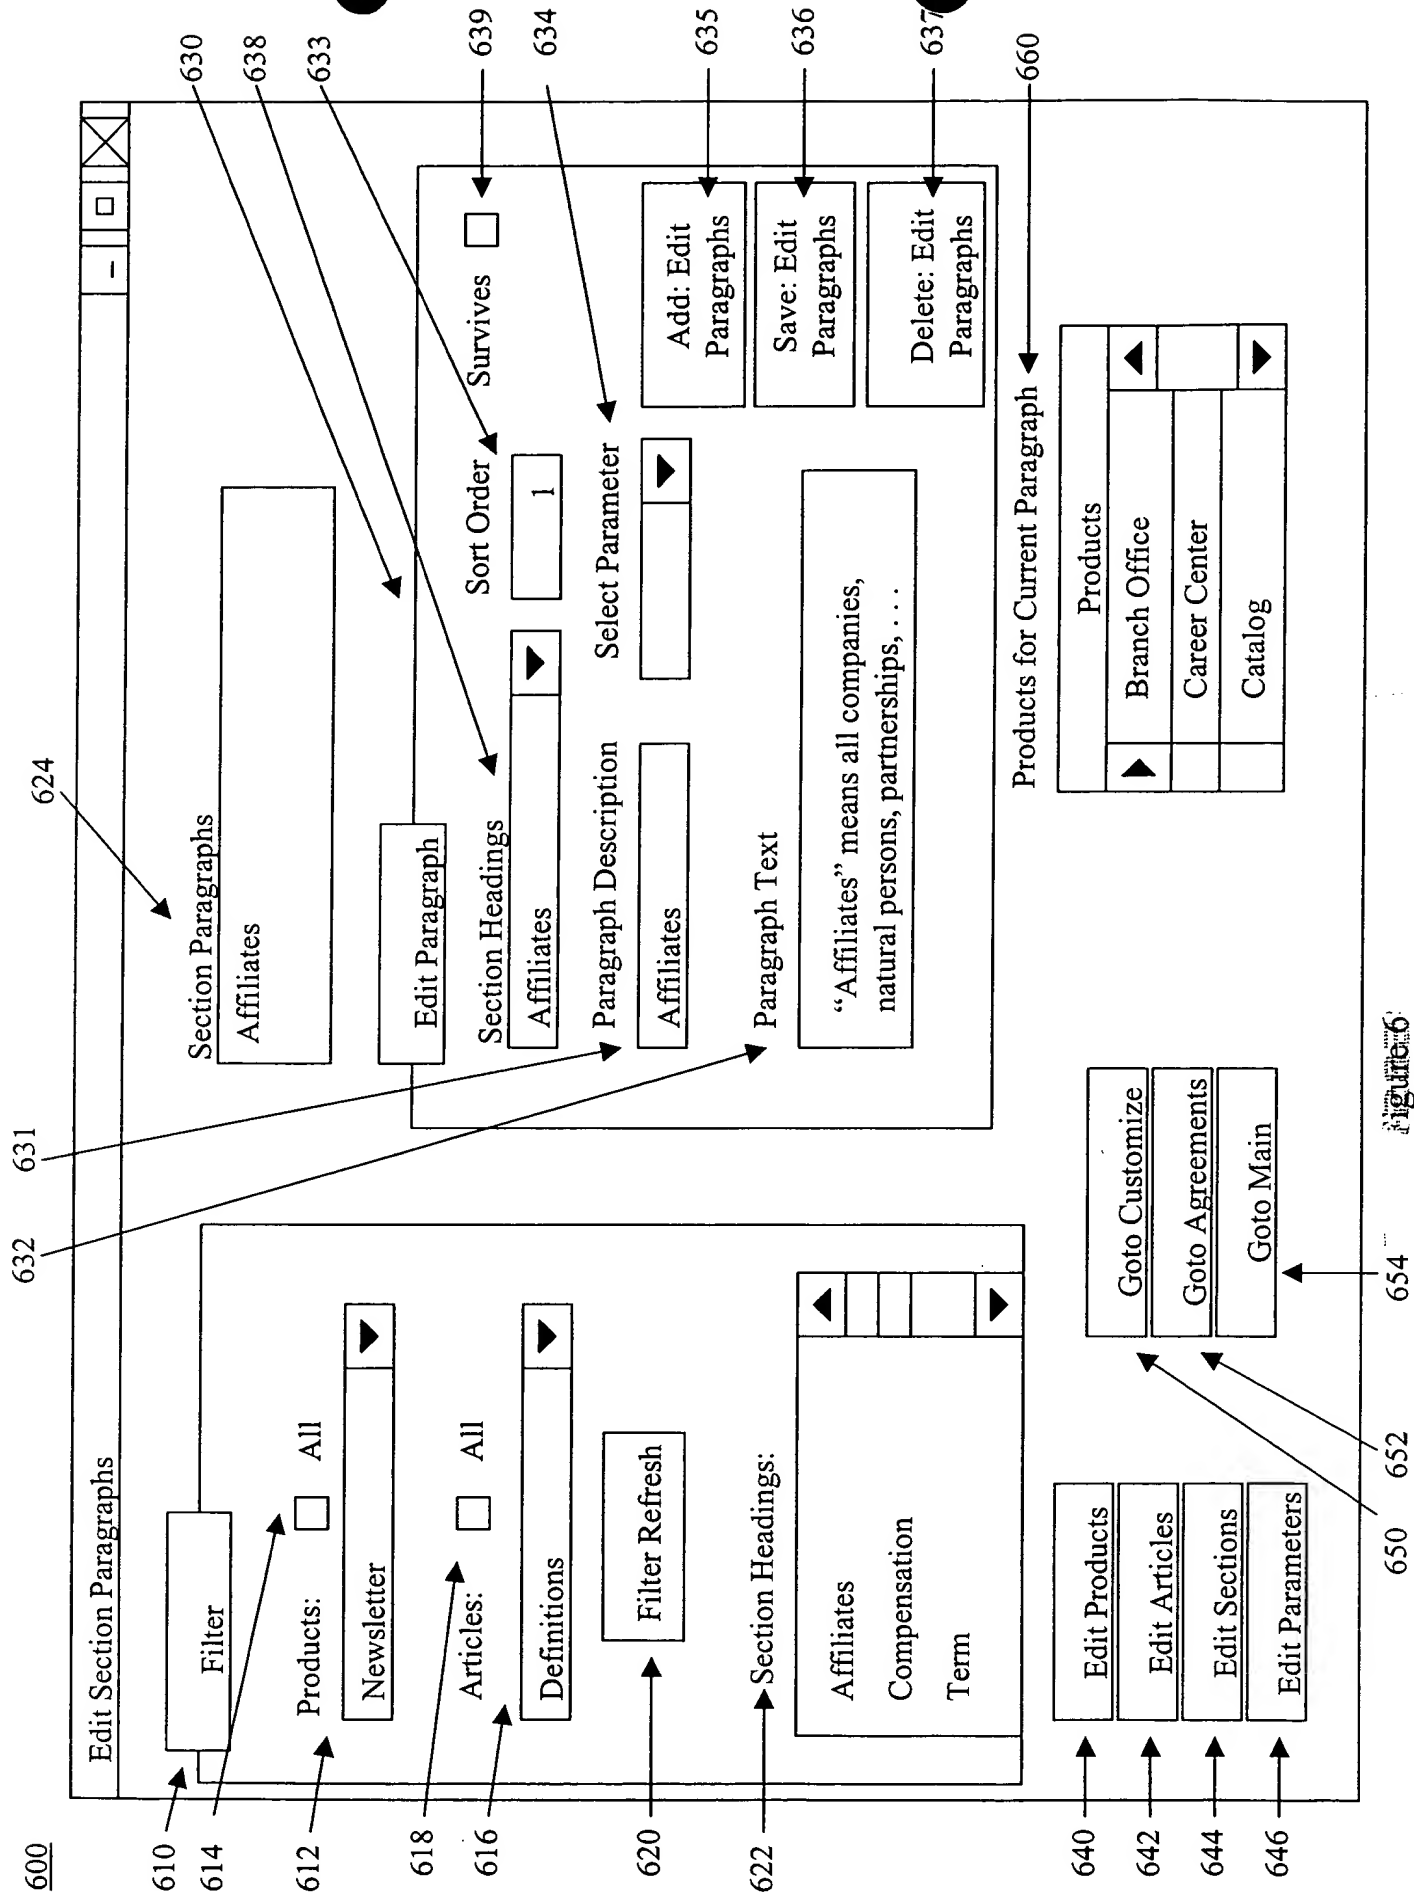 600
Edit Section Paragraphs
610
Filter
614
612
Products:
All
Newsletter
618
616
Articles:
All
Definitions
620
Filter Refresh
622
Section Headings:
Affiliates
Compensation
Term
624
Section Paragraphs
Affiliates
630
638
633
639
634
Edit Paragraph
Section Headings
Sort Order
Survives
Affiliates
1
631
Paragraph Description
Select Parameter
Affiliates
632
Paragraph Text
“Affiliates” means all companies,
natural persons, partnerships, . . .
Add: Edit
Paragraphs
635
Save: Edit
Paragraphs
636
Delete: Edit
Paragraphs
637
Products for Current Paragraph
660
Products
Branch Office
Career Center
Catalog
640
Edit Products
642
Edit Articles
644
Edit Sections
646
Edit Parameters
Goto Customize
Goto Agreements
Goto Main
650
652
654
Figure 6